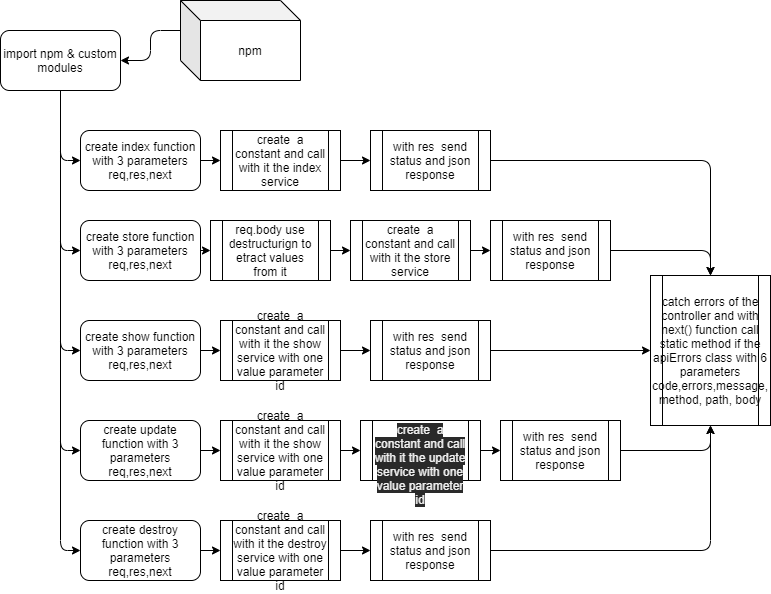 npm
import npm & custom
modules
create index function
with 3 parameters
req,res,next
create  a
constant and call
with it the index
service
with res  send
status and json
response
create store function
with 3 parameters
req,res,next
req.body use
destructurign to
etract values
from it
create  a
constant and call
with it the store
service
with res  send
status and json
response
catch errors of the
controller and with
next() function call
static method if the
apiErrors class with 6
parameters
code,errors,message,
method, path, body
create show function
with 3 parameters
req,res,next
create  a
constant and call
with it the show
service with one
value parameter
id
with res  send
status and json
response
create update
function with 3
parameters
req,res,next
create  a
constant and call
with it the show
service with one
value parameter
id
create  a
constant and call
with it the update
service with one
value parameter
id
with res  send
status and json
response
create destroy
function with 3
parameters
req,res,next
create  a
constant and call
with it the destroy
service with one
value parameter
id
with res  send
status and json
response